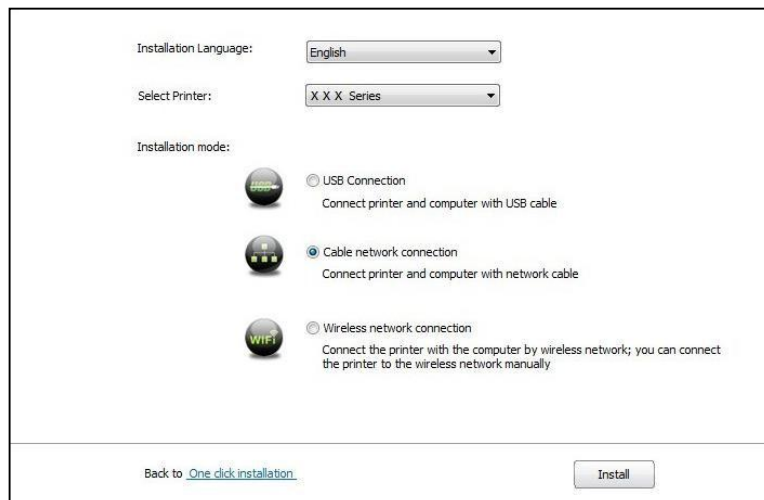 Installation Language:
English
Select Printer:
X X X Series
Installation mode:
USB
USB Connection
Connect printer and computer with USB cable
Cable network connection
Connect printer and computer with network cable
WiFi
Wireless network connection
Connect the printer with the computer by wireless network; you can connect
the printer to the wireless network manually
Back to One click installation
Install